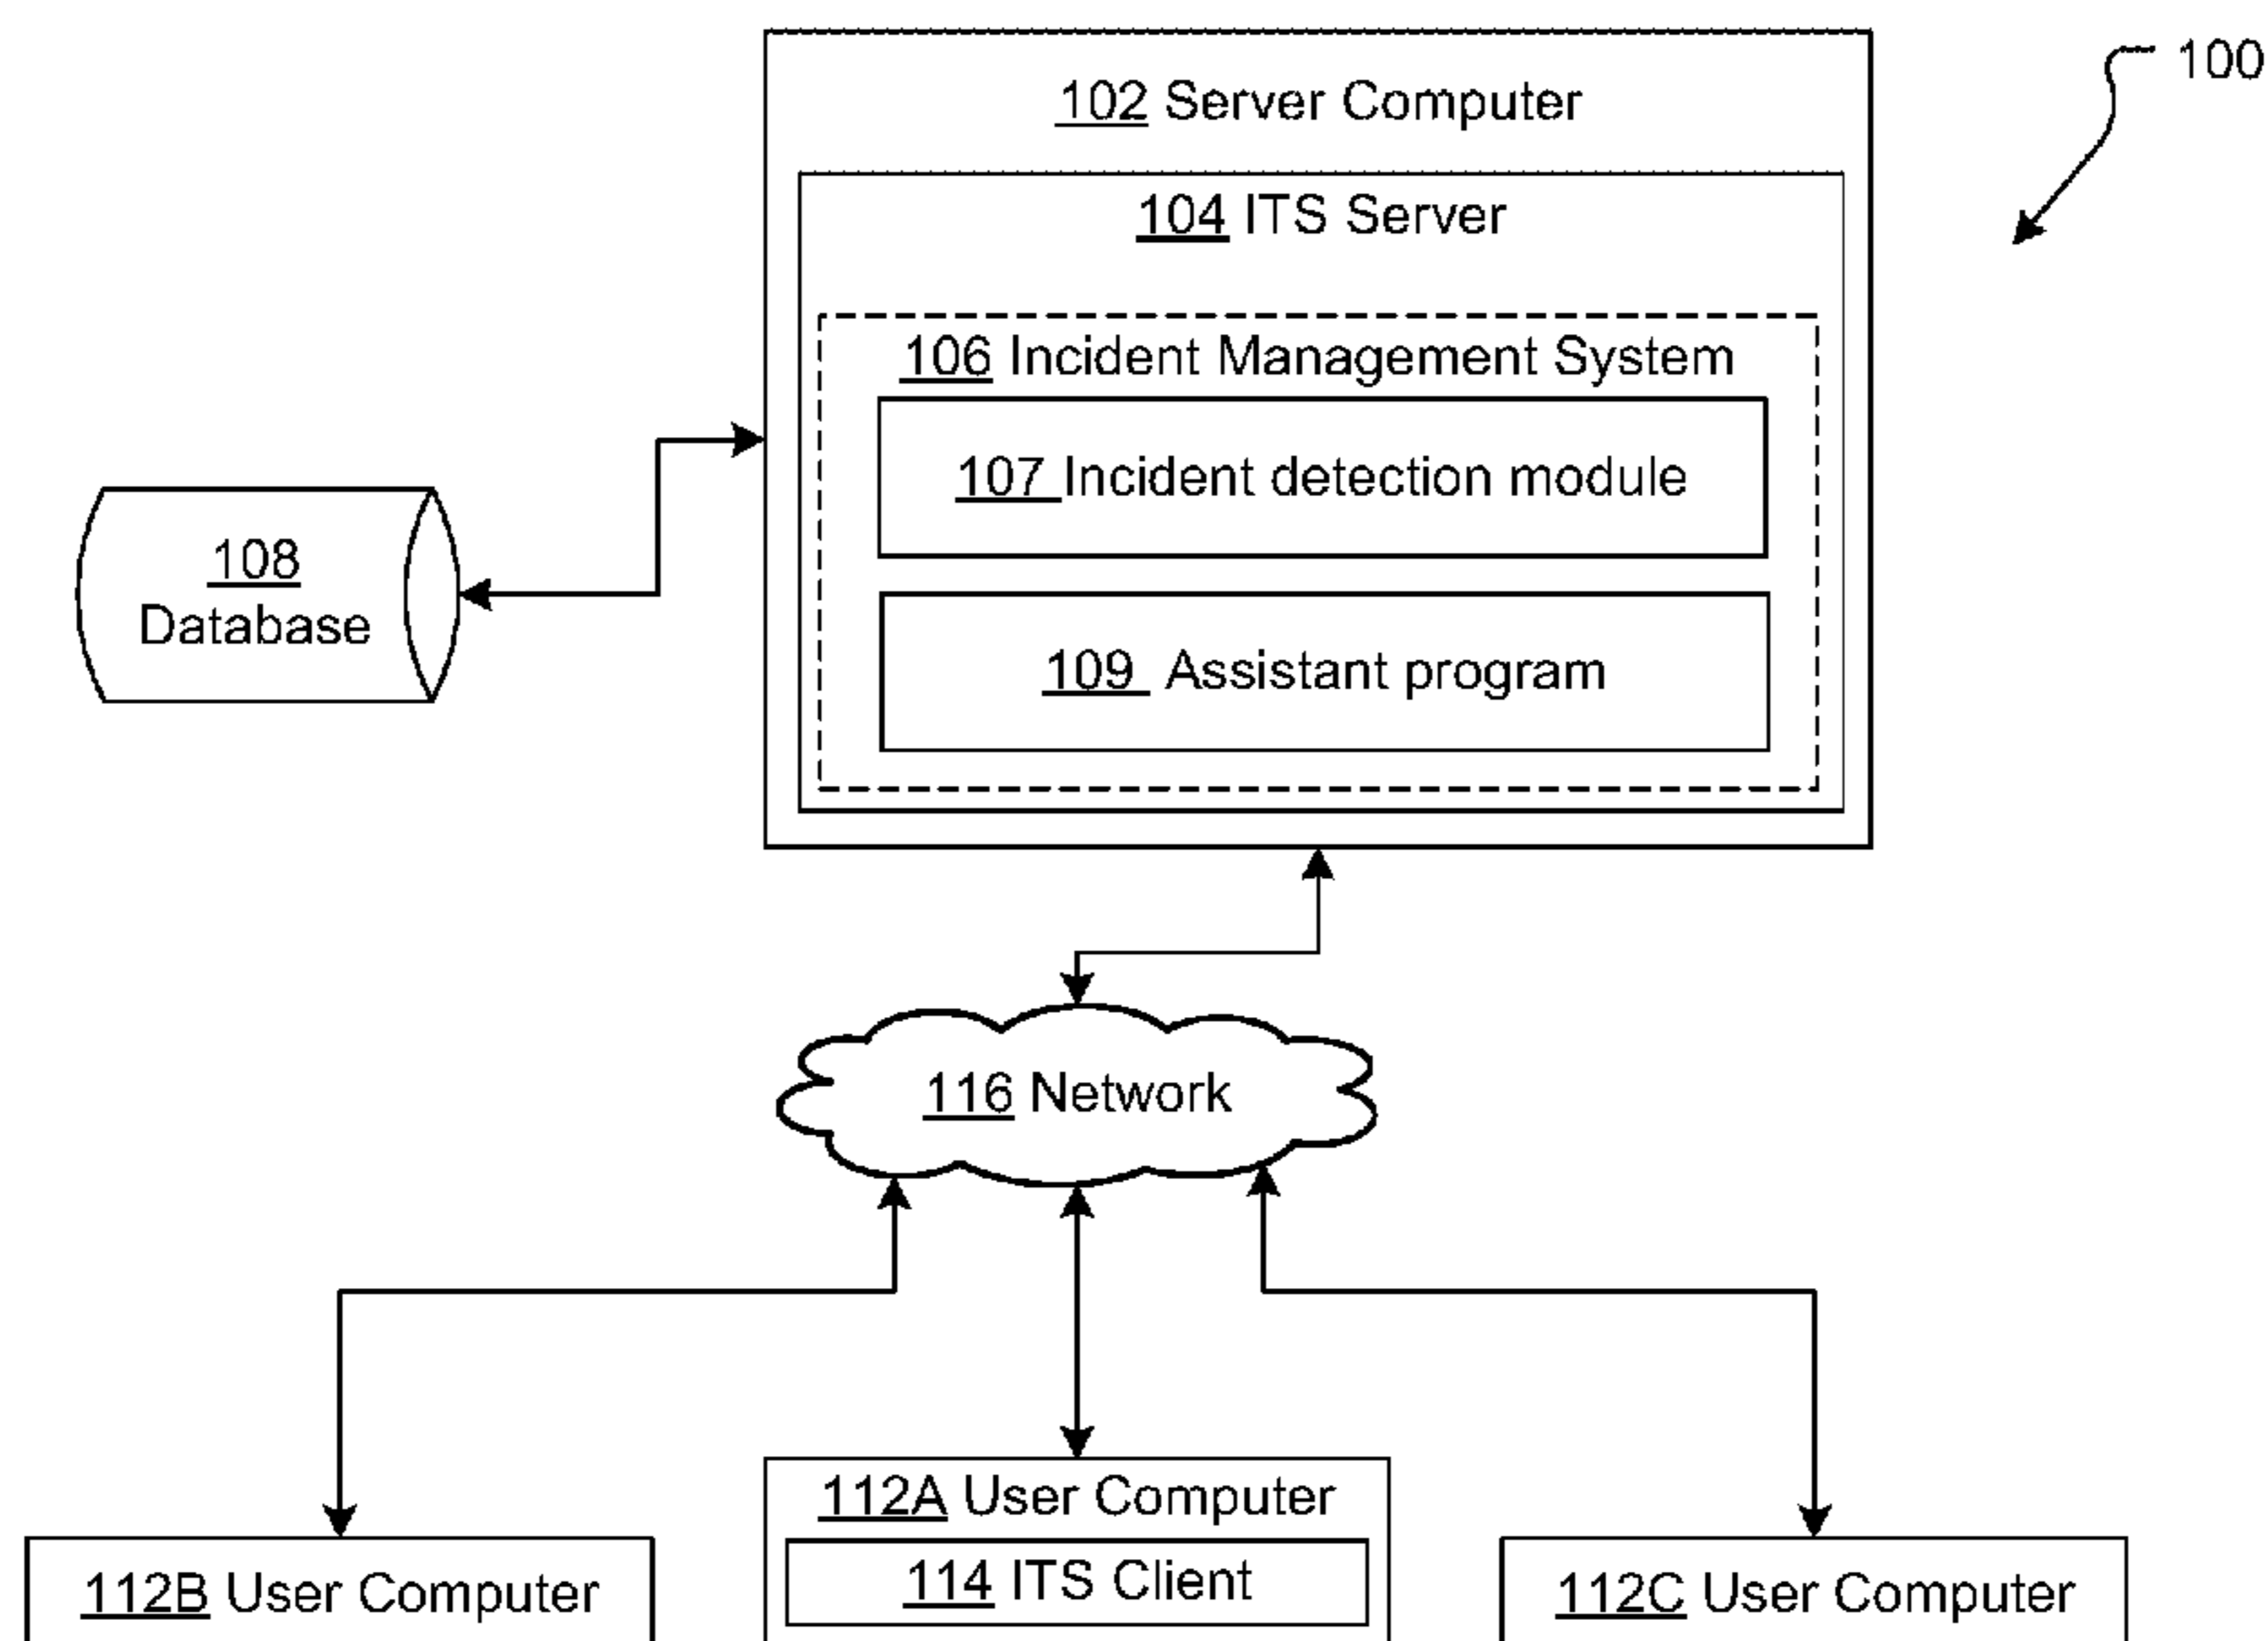 100
102 Server Computer
104 ITS Server
106 Incident Management System
107 Incident detection module
108
Database
109 Assistant program
116 Network
112A User Computer
114 ITS Client
112B User Computer
112C User Computer